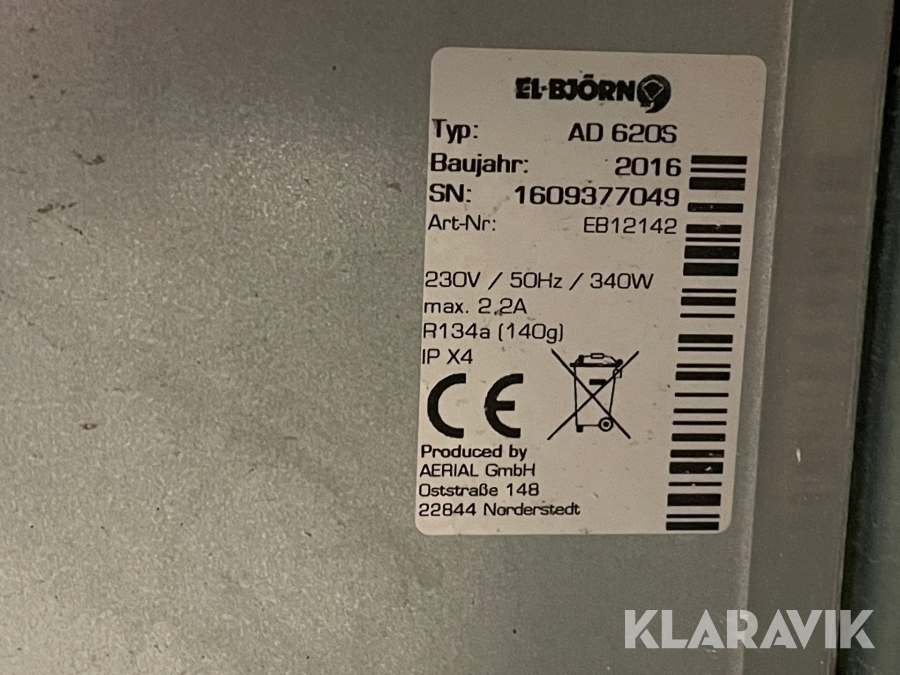 EL-BJÖRN
Typ: AD 620S
Baujahr: 2016
SN: 1609377049
Art-Nr: EB12142
230V / 50Hz / 340W
max. 2,2A
R134a (140g)
IP X4
CE
Produced by
AERIAL GmbH
Oststraße 148
22844 Norderstedt
KLARAVIK